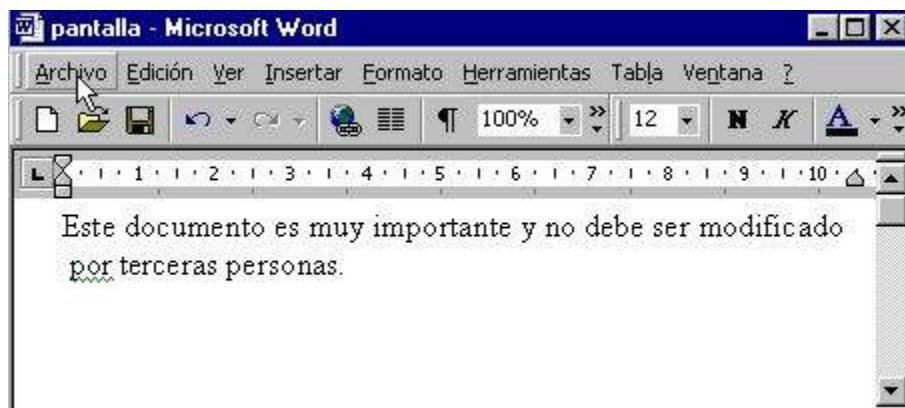 pantalla - Microsoft Word
Archivo Edición Ver Insertar Formato Herramientas Tabla Ventana ?
¶ 100% 12 N K A
1 2 3 4 5 6 7 8 9 10
Este documento es muy importante y no debe ser modificado
por terceras personas.